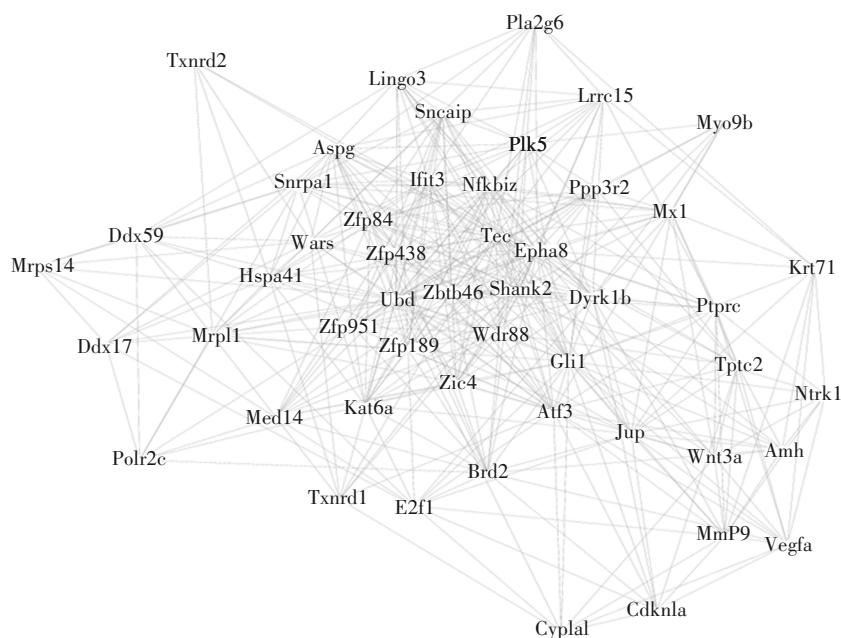 Pla2g6
Txnrd2
Lingo3
Lrrc15
Sncaip
Myo9b
Plk5
Aspg
Ifit3
Snrpa1
Nfkbiz
Ppp3r2
Mx1
Zfp84
Ddx59
Tec
Wars
Epha8
Zfp438
Mrps14
Krt71
Hspa41
Shank2
Zbtb46
Ubd
Dyrk1b
Ptprc
Zfp951
Mrpl1
Wdr88
Ddx17
Zfp189
Gli1
Tptc2
Zic4
Ntrk1
Kat6a
Atf3
Med14
Jup
Amh
Wnt3a
Polr2c
Brd2
Txnrd1
E2f1
MmP9
Vegfa
Cdknla
Cyplal